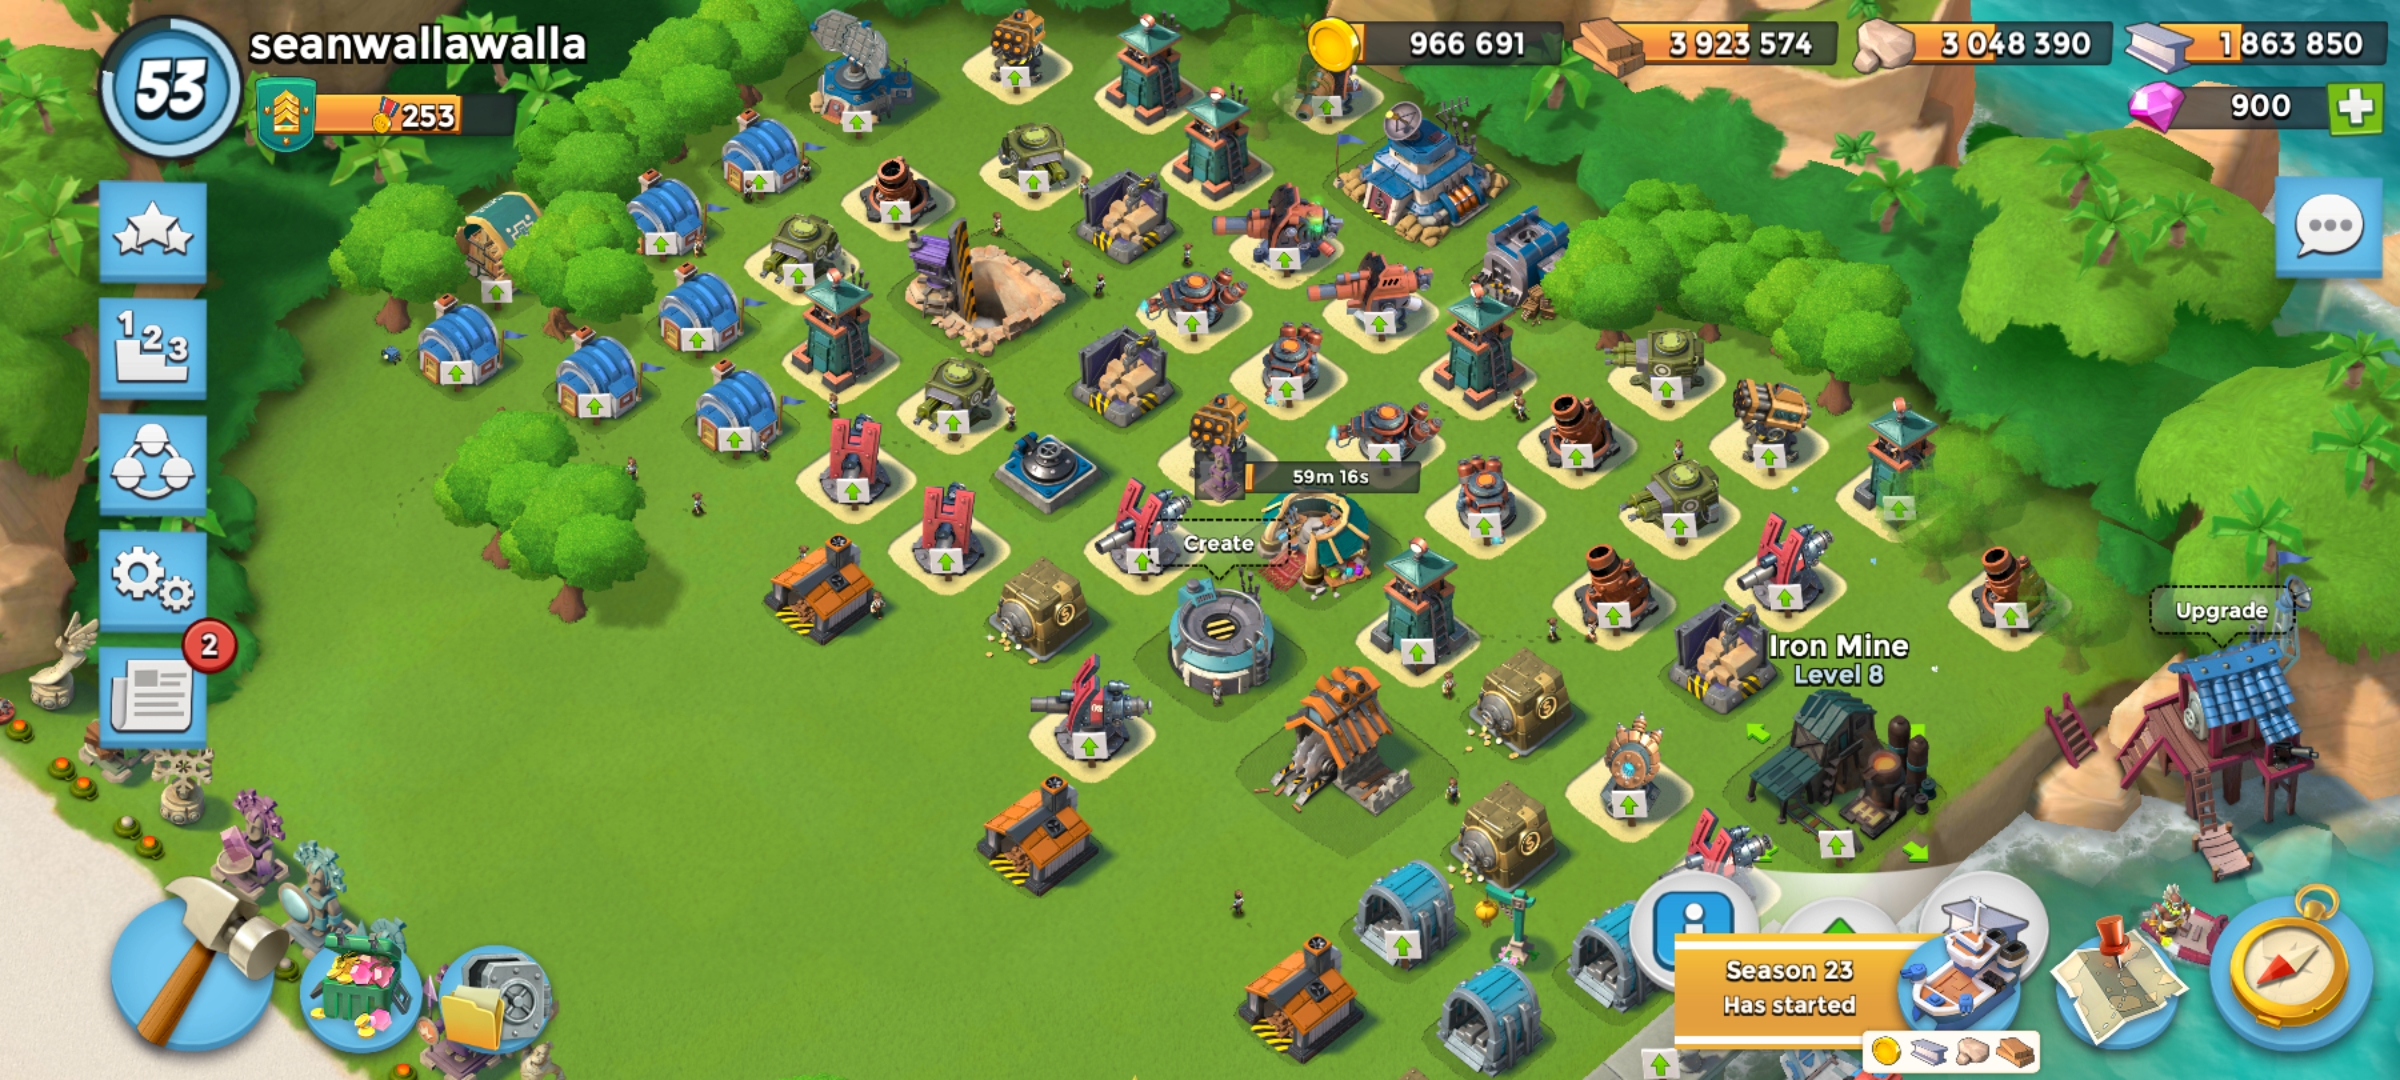 53
seanwallawalla
253
966 691
3 923 574
3 048 390
1 863 850
900
1 2 3
2
59m 16s
Create
Upgrade
Iron Mine
Level 8
Season 23
Has started